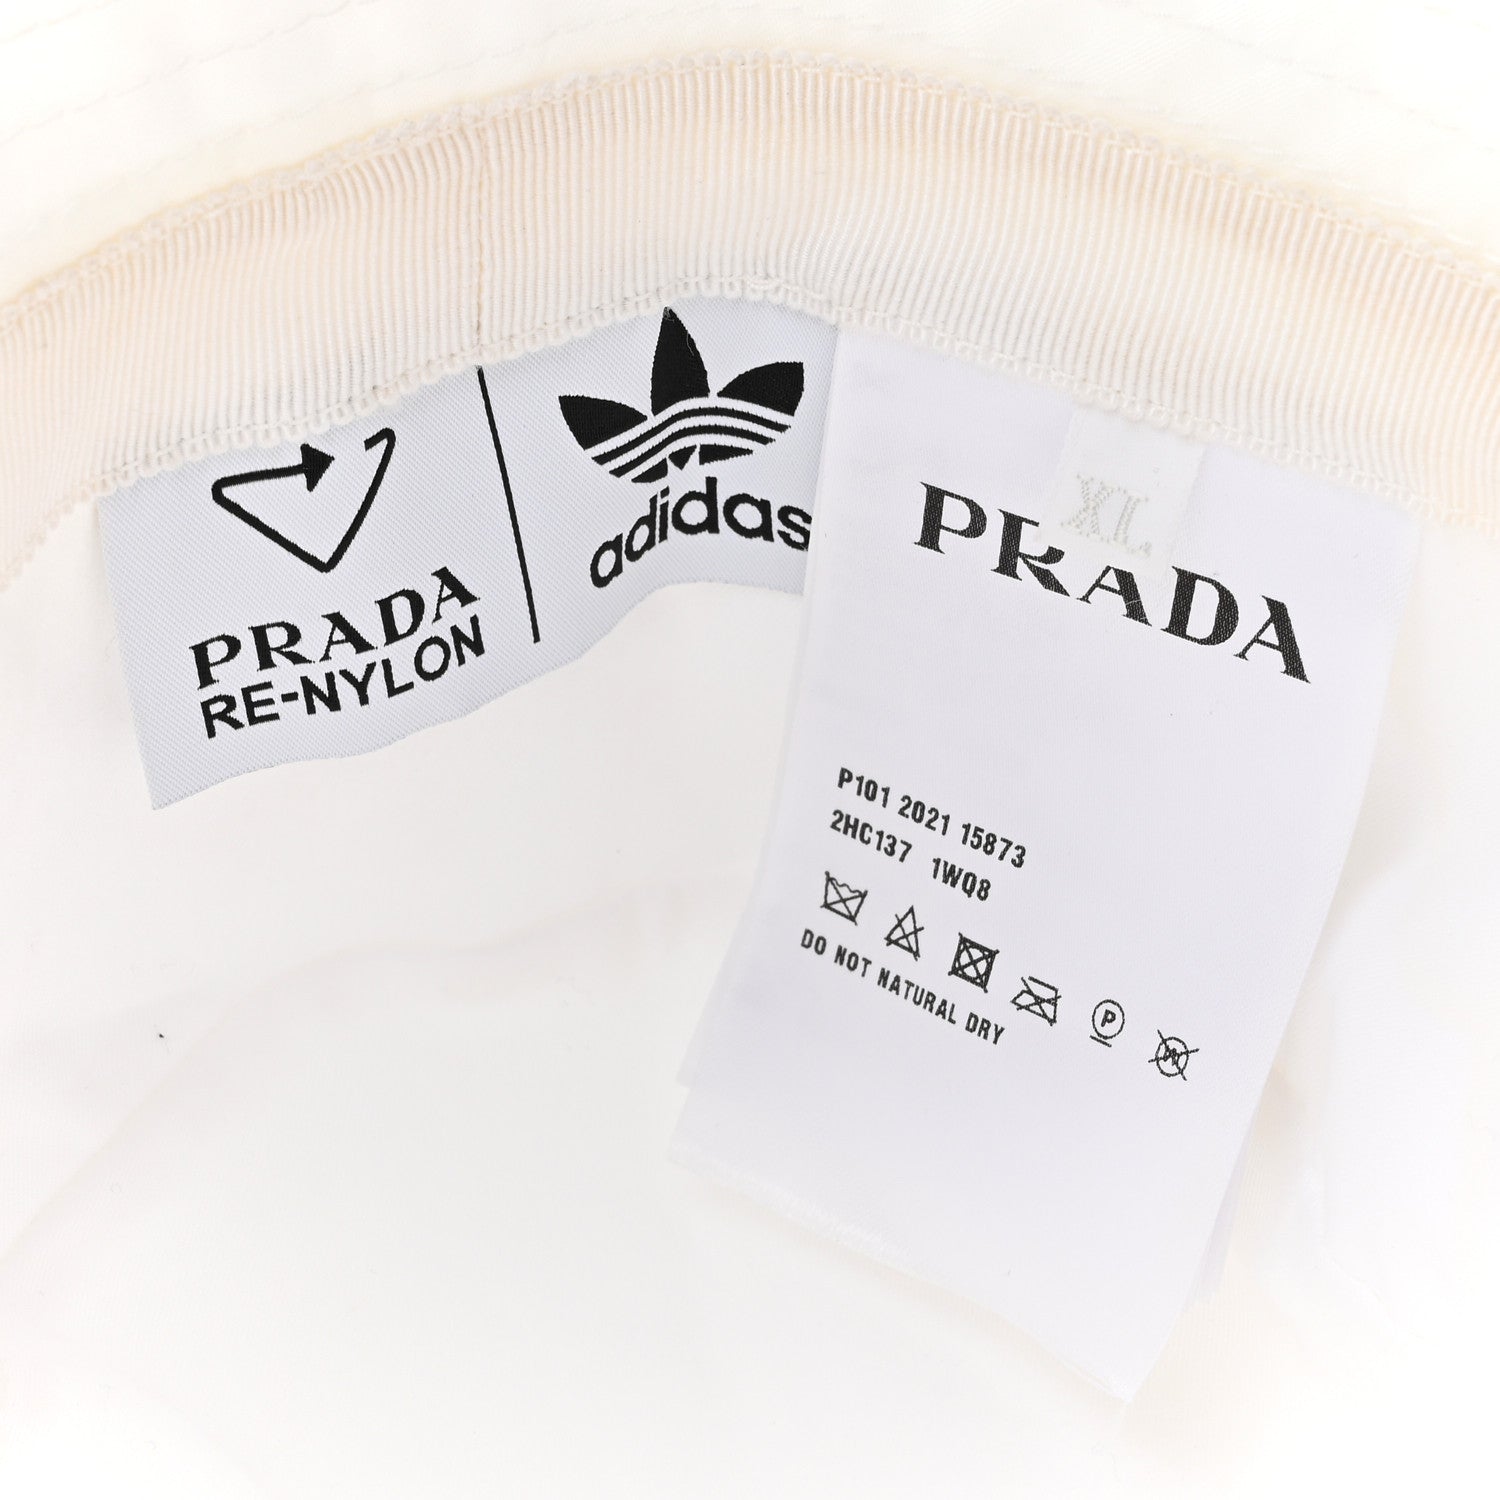 PRADA
RE-NYLON
adidas
XL
PRADA
P101 2021 15873
2HC137 1WQ8
P
DO NOT NATURAL DRY